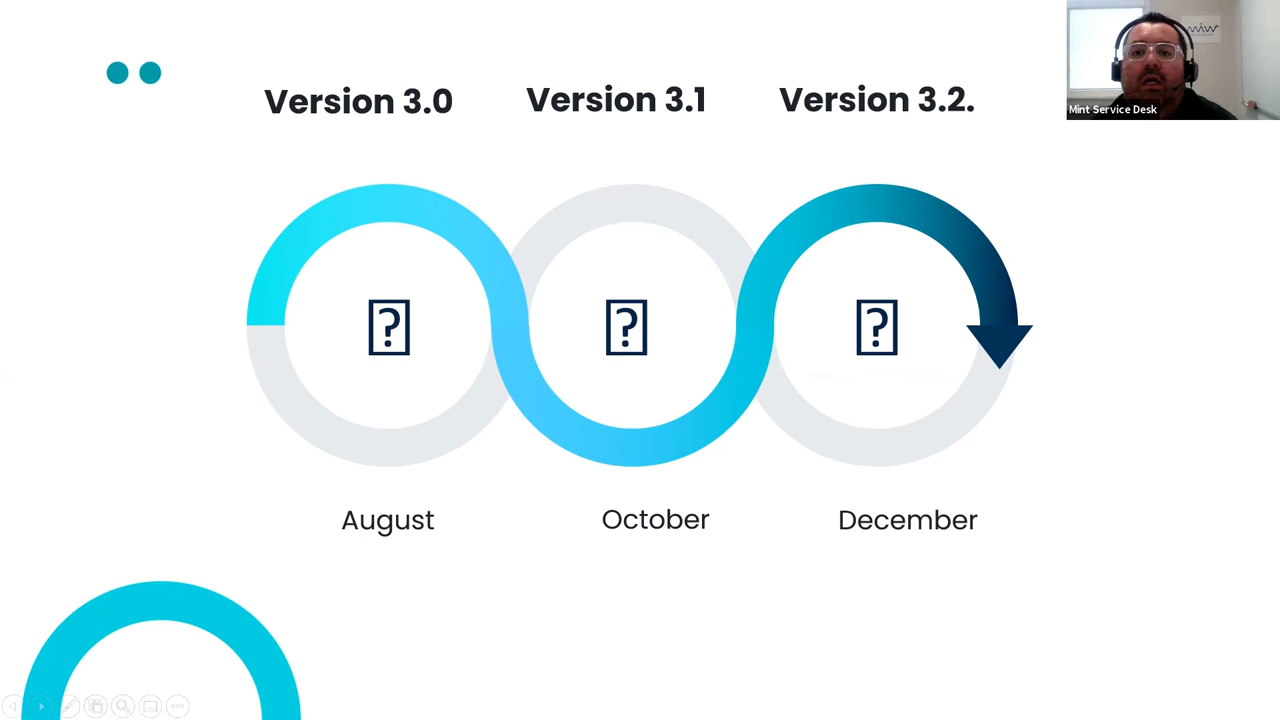 Version 3.0
Version 3.1
Version 3.2.
Mint Service Desk
August
October
December